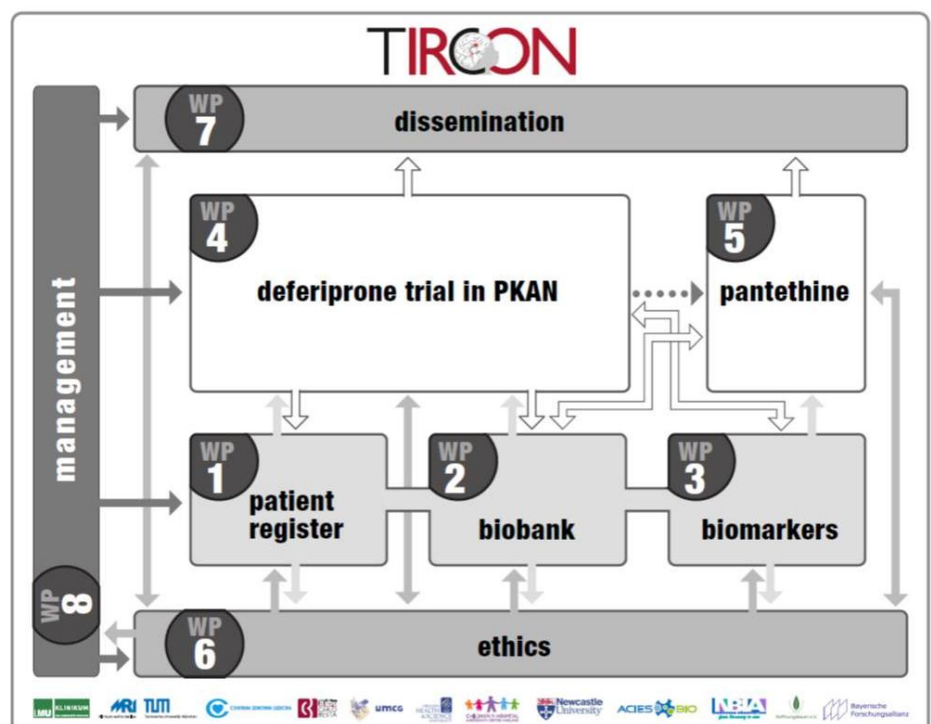 TIRCON
WP
7
dissemination
WP
4
deferiprone trial in PKAN
WP
5
pantethine
management
WP
1
patient
register
WP
2
biobank
WP
3
biomarkers
WP
8
WP
6
ethics
LMU KLINIKUM
MRI TUM
umcg
Newcastle
University
ACIES BIO
NBIA
Bayerische
Forschungsallianz